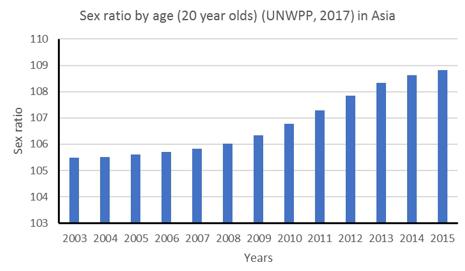 Sex ratio by age (20 year olds) (UNWPP, 2017) in Asia
110
109
108
107
106
105
104
103
Sex ratio
2003 2004 2005 2006 2007 2008 2009 2010 2011 2012 2013 2014 2015
Years